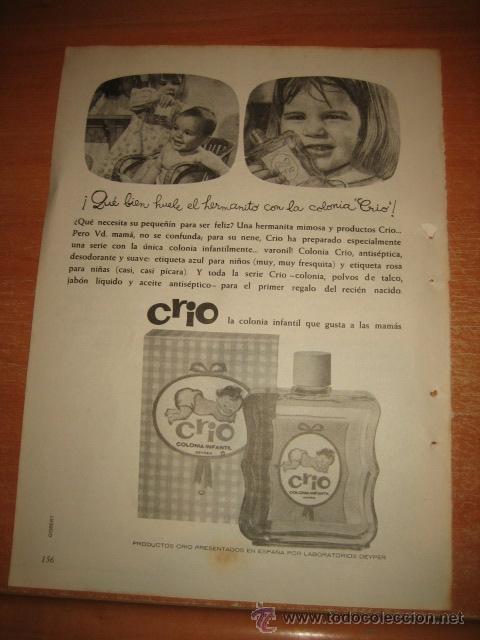 ¡Qué bien huele el hermanito con la colonia "Crio"!
¿Qué necesita su pequeñín para ser feliz? Una hermanita mimosa y productos Crio...
Pero Vd. mamá, no se confunda; para su nene, Crio ha preparado especialmente
una serie con la única colonia infantilmente... varonil! Colonia Crio, antiséptica,
desodorante y suave: etiqueta azul para niños (muy, muy fresquita) y etiqueta rosa
para niñas (casi, casi pícara). Y toda la serie Crio -colonia, polvos de talco,
jabón líquido y aceite antiséptico- para el primer regalo del recién nacido.
crio la colonia infantil que gusta a las mamás
crio
COLONIA INFANTIL
DEYPER
crio
COLONIA INFANTIL
DEYPER
PRODUCTOS CRIO PRESENTADOS EN ESPAÑA POR LABORATORIOS DEYPER
GISBERT
156
todocoleccion.net